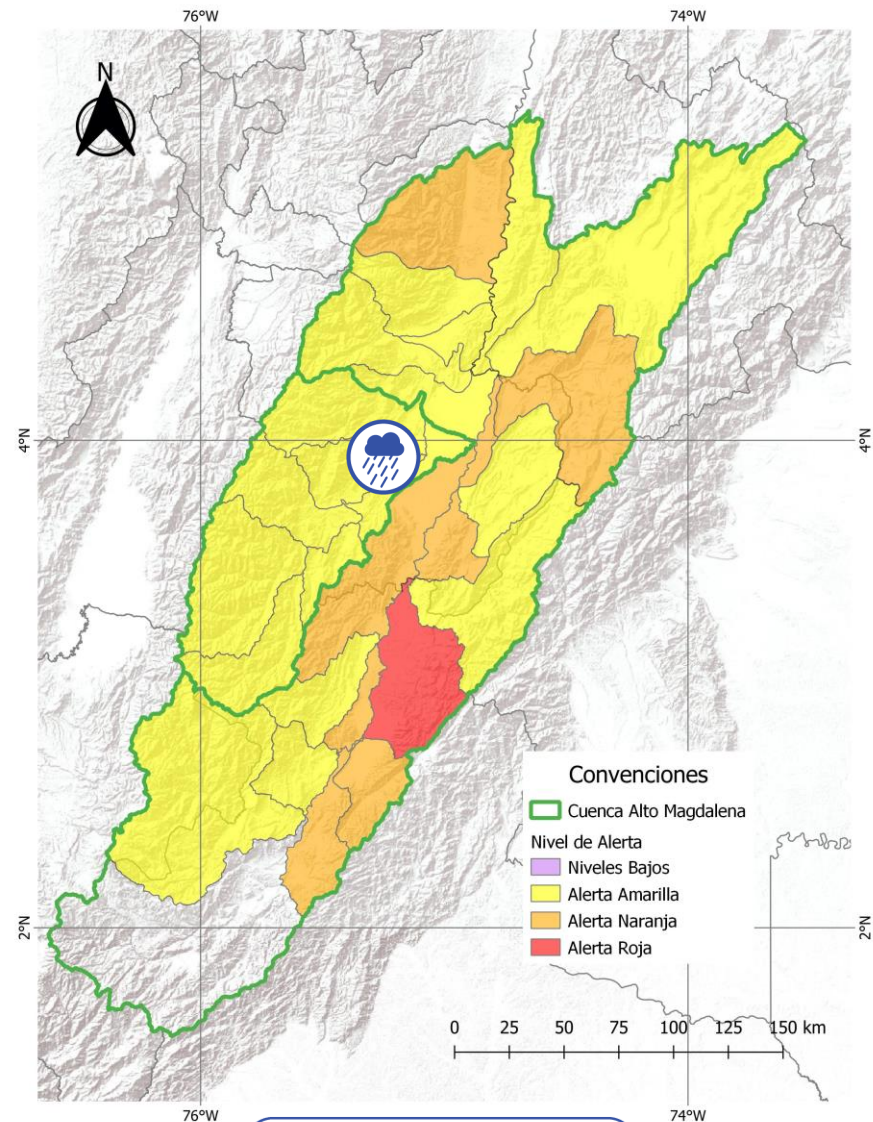 76°W
74°W
N
4°N
4°N
Convenciones
Cuenca Alto Magdalena
Nivel de Alerta
Niveles Bajos
Alerta Amarilla
Alerta Naranja
Alerta Roja
2°N
2°N
0 25 50 75 100 125 150 km
76°W
74°W